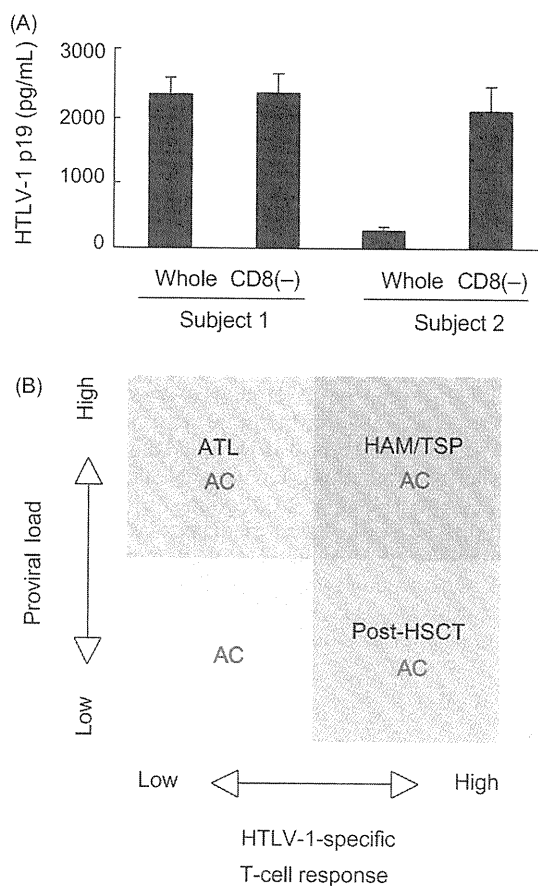 (A)
HTLV-1 p19 (pg/mL)
3000
2000
1000
0
Whole CD8(–) Whole CD8(–)
Subject 1 Subject 2
(B)
High
Proviral load
Low
ATL
AC
HAM/TSP
AC
AC
Post-HSCT
AC
Low High
HTLV-1-specific
T-cell response